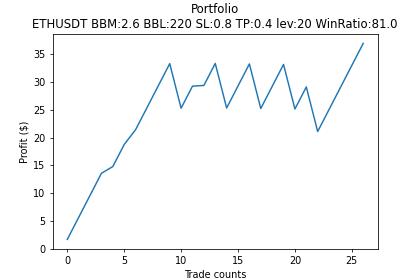 Portfolio
ETHUSDT BBM:2.6 BBL:220 SL:0.8 TP:0.4 lev:20 WinRatio:81.0
35
30
25
20
15
10
5
0
Profit ($)
0 5 10 15 20 25
Trade counts